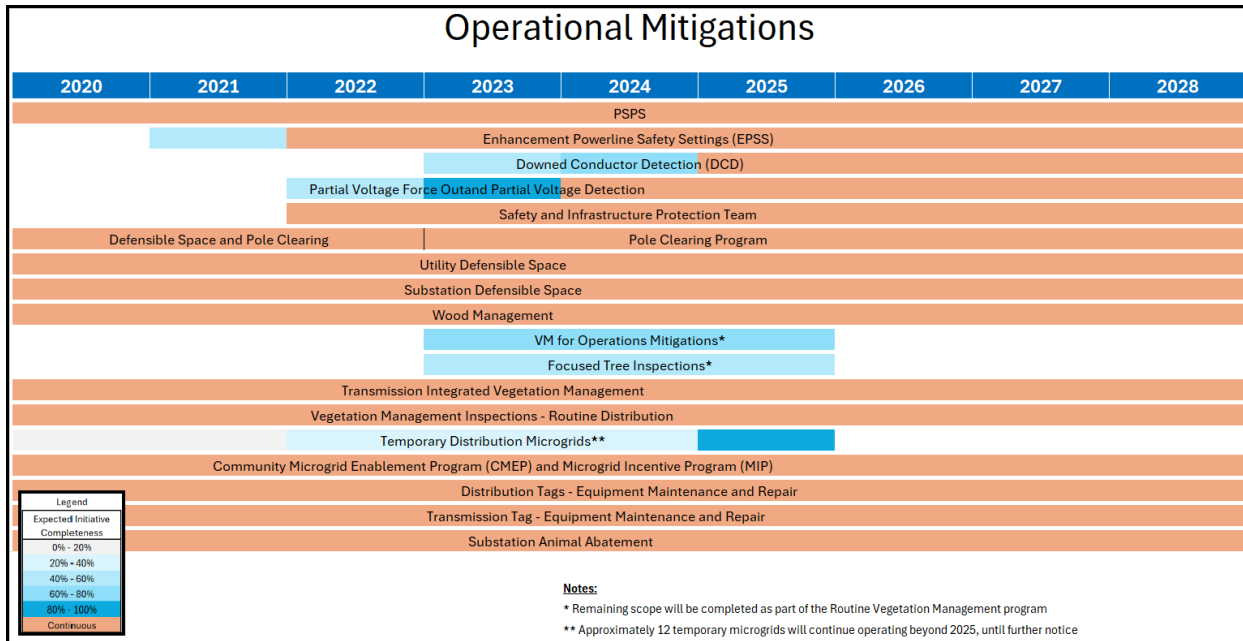 Operational Mitigations
2020 2021 2022 2023 2024 2025 2026 2027 2028
PSPS
Enhancement Powerline Safety Settings (EPSS)
Downed Conductor Detection (DCD)
Partial Voltage Force Outand Partial Voltage Detection
Safety and Infrastructure Protection Team
Defensible Space and Pole Clearing Pole Clearing Program
Utility Defensible Space
Substation Defensible Space
Wood Management
VM for Operations Mitigations*
Focused Tree Inspections*
Transmission Integrated Vegetation Management
Vegetation Management Inspections - Routine Distribution
Temporary Distribution Microgrids**
Community Microgrid Enablement Program (CMEP) and Microgrid Incentive Program (MIP)
Distribution Tags - Equipment Maintenance and Repair
Transmission Tag - Equipment Maintenance and Repair
Substation Animal Abatement
Legend
Expected Initiative
Completeness
0% - 20%
20% - 40%
40% - 60%
60% - 80%
80% - 100%
Continuous
Notes:
* Remaining scope will be completed as part of the Routine Vegetation Management program
** Approximately 12 temporary microgrids will continue operating beyond 2025, until further notice